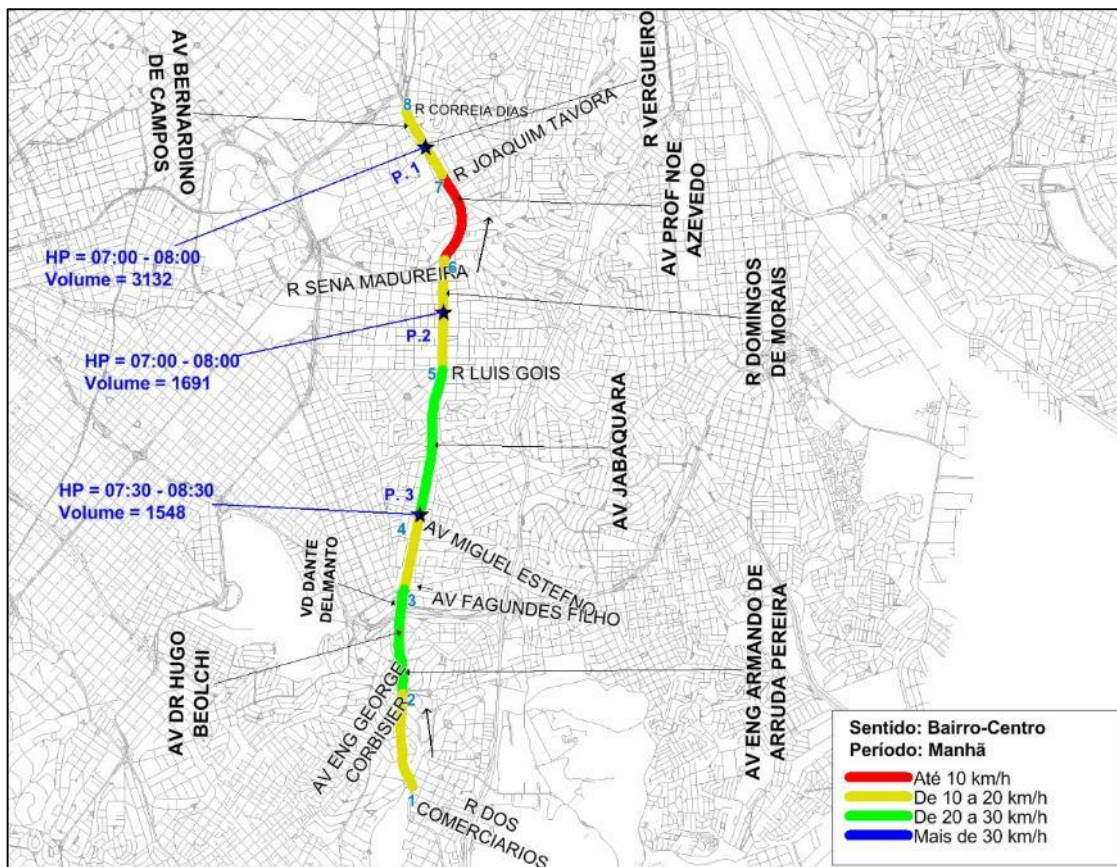 AV BERNARDINO
DE CAMPOS
8
R CORREIA DIAS
R VERGUEIRO
R JOAQUIM TAVORA
P. 1
7
AV PROF NOE
AZEVEDO
HP = 07:00 - 08:00
Volume = 3132
R SENA MADUREIRA
6
R DOMINGOS
DE MORAIS
P.2
HP = 07:00 - 08:00
Volume = 1691
5
R LUIS GOIS
AV JABAQUARA
HP = 07:30 - 08:30
Volume = 1548
P. 3
4
AV MIGUEL ESTEFNO
VD DANTE
DELMANTO
3
AV FAGUNDES FILHO
AV DR HUGO
BEOLCHI
AV ENG GEORGE
CORBISIER
2
AV ENG ARMANDO DE
ARRUDA PEREIRA
1
R DOS
COMERCIARIOS
Sentido: Bairro-Centro
Período: Manhã
Até 10 km/h
De 10 a 20 km/h
De 20 a 30 km/h
Mais de 30 km/h